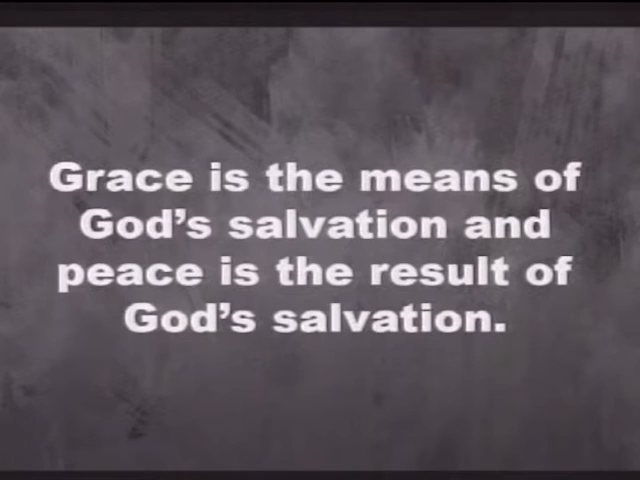 Grace is the means of
God’s salvation and
peace is the result of
God’s salvation.